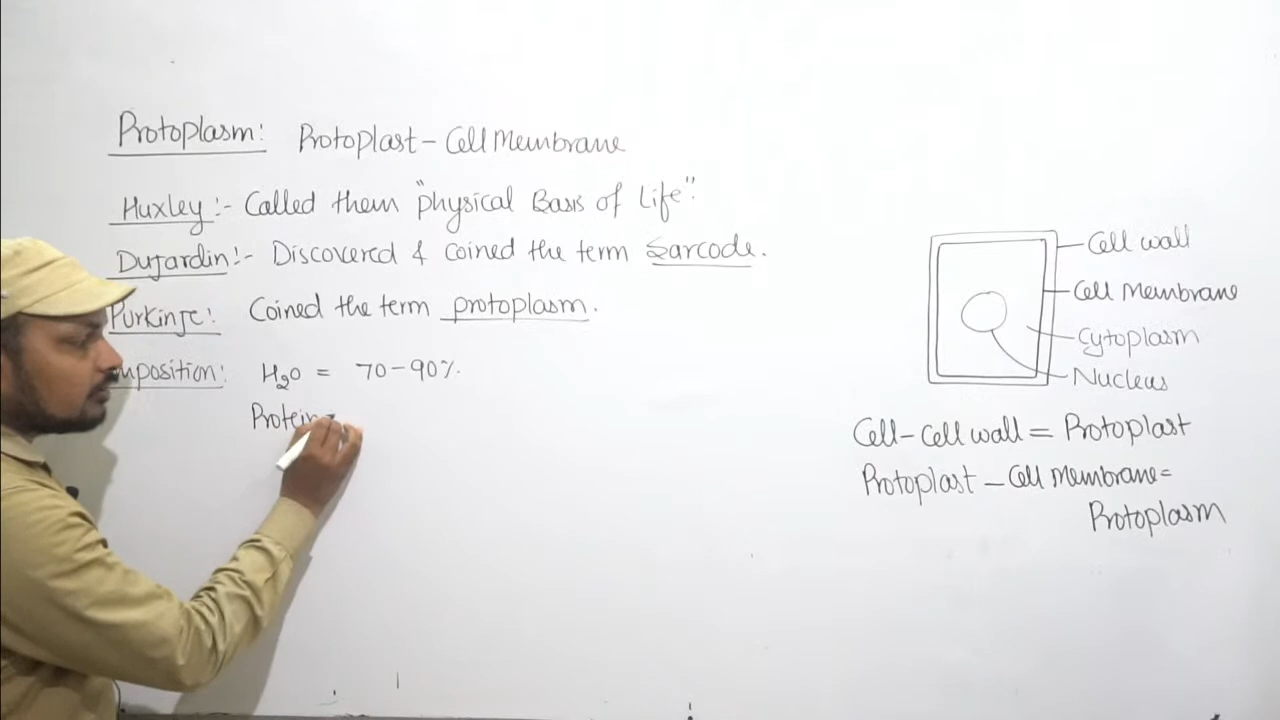 Protoplasm: Protoplast - Cell Membrane
Huxley :- Called them "physical Basis of Life".
Dujardin :- Discovered & coined the term Sarcode.
Purkinje: Coined the term protoplasm.
mposition: H₂O = 70-90%.
Protein
Cell wall
Cell Membrane
Cytoplasm
Nucleus
Cell - Cell wall = Protoplast
Protoplast - Cell Membrane =
Protoplasm